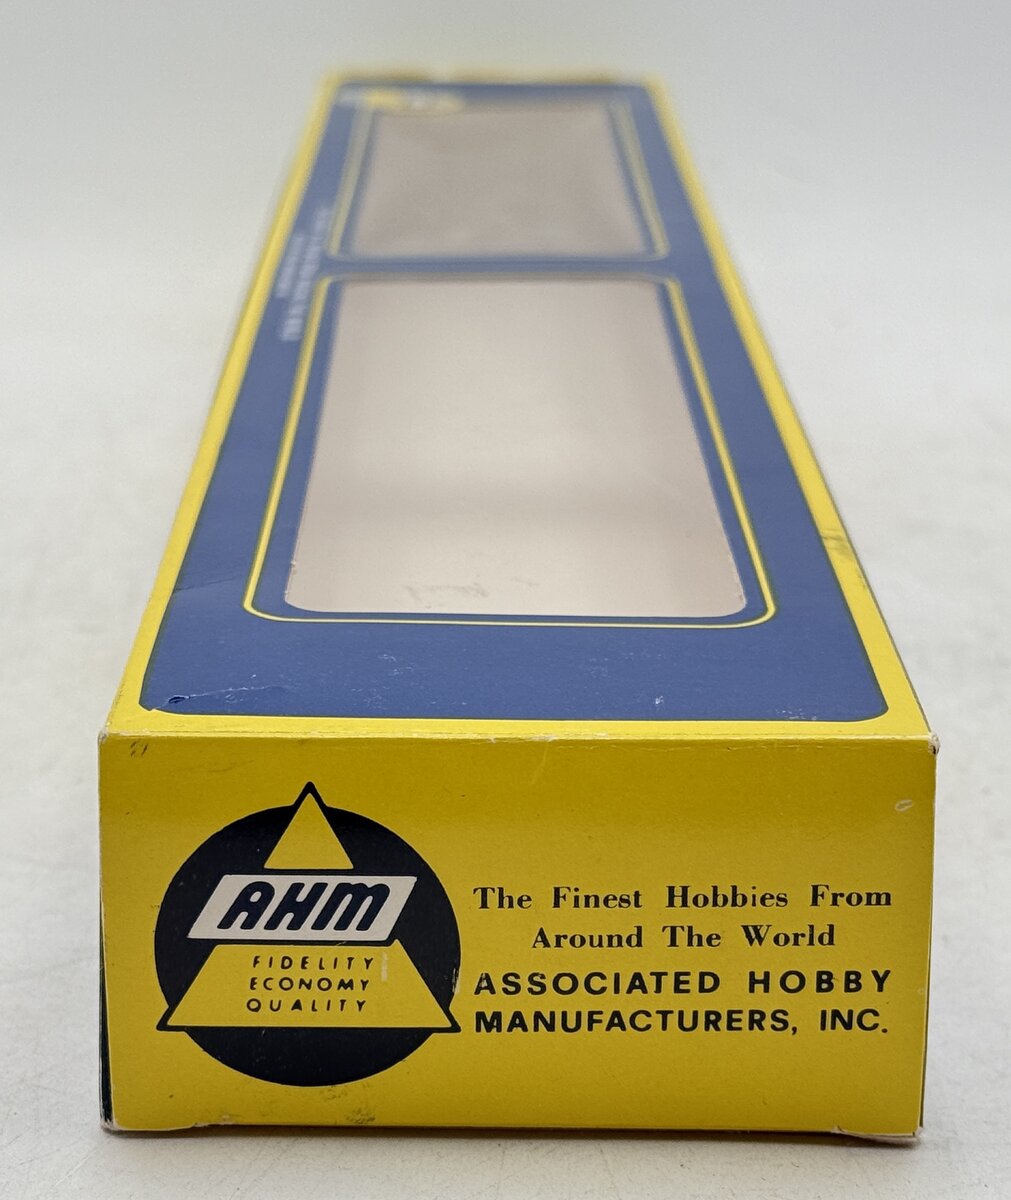 AHM
FIDELITY
ECONOMY
QUALITY
The Finest Hobbies From
Around The World
ASSOCIATED HOBBY
MANUFACTURERS, INC.